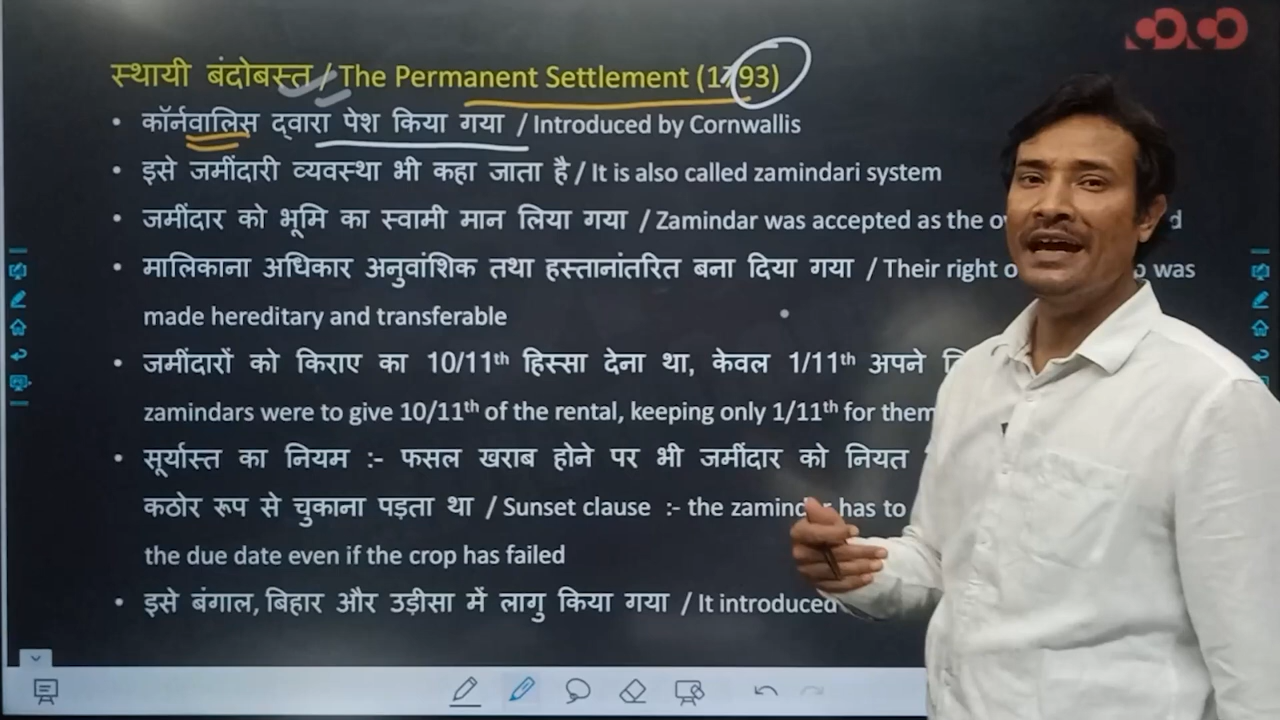 स्थायी बंदोबस्त / The Permanent Settlement (1793)
• कॉर्नवालिस द्वारा पेश किया गया / Introduced by Cornwallis
• इसे जमींदारी व्यवस्था भी कहा जाता है / It is also called zamindari system
• जमींदार को भूमि का स्वामी मान लिया गया / Zamindar was accepted as the
• मालिकाना अधिकार अनुवांशिक तथा हस्तानांतरित बना दिया गया / Their right was
made hereditary and transferable
• जमींदारों को किराए का 10/11th हिस्सा देना था, केवल 1/11th अपने
zamindars were to give 10/11th of the rental, keeping only 1/11th for
• सूर्यास्त का नियम :- फसल खराब होने पर भी जमींदार को नियत
कठोर रूप से चुकाना पड़ता था / Sunset clause :- the zamindar has to
the due date even if the crop has failed
• इसे बंगाल, बिहार और उड़ीसा में लागु किया गया / It introduced